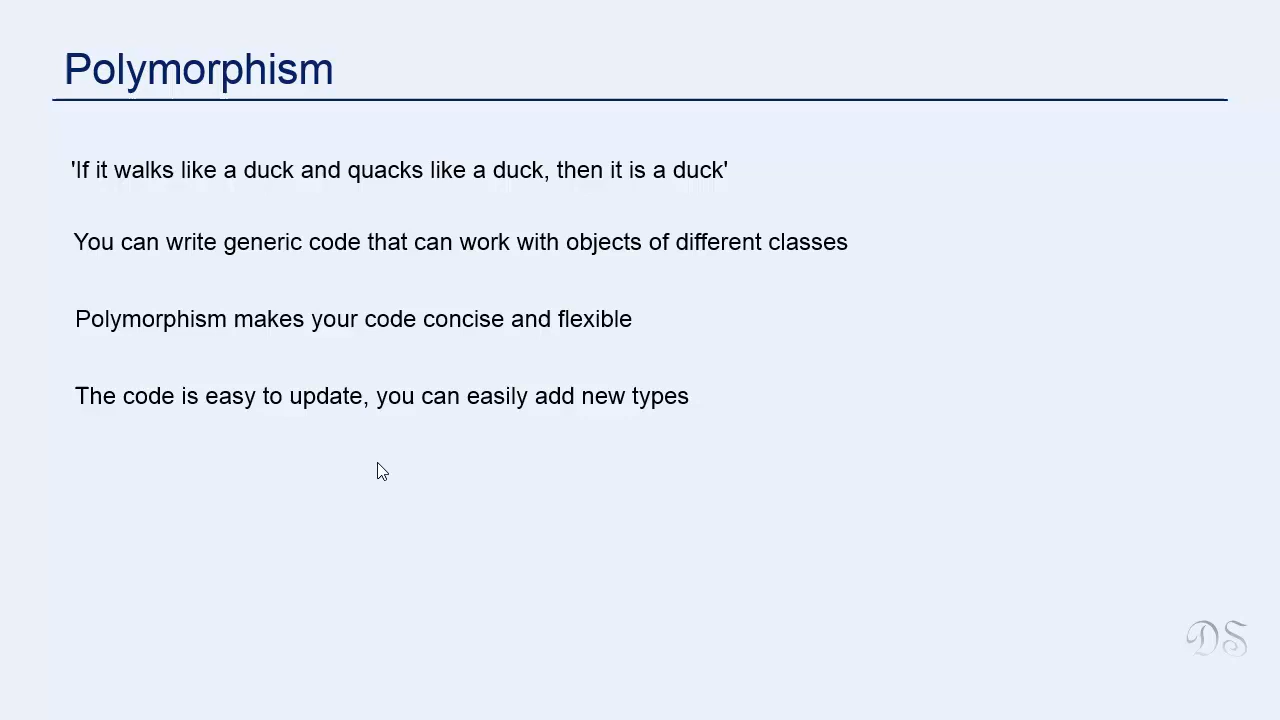 Polymorphism
'If it walks like a duck and quacks like a duck, then it is a duck'
You can write generic code that can work with objects of different classes
Polymorphism makes your code concise and flexible
The code is easy to update, you can easily add new types
DS